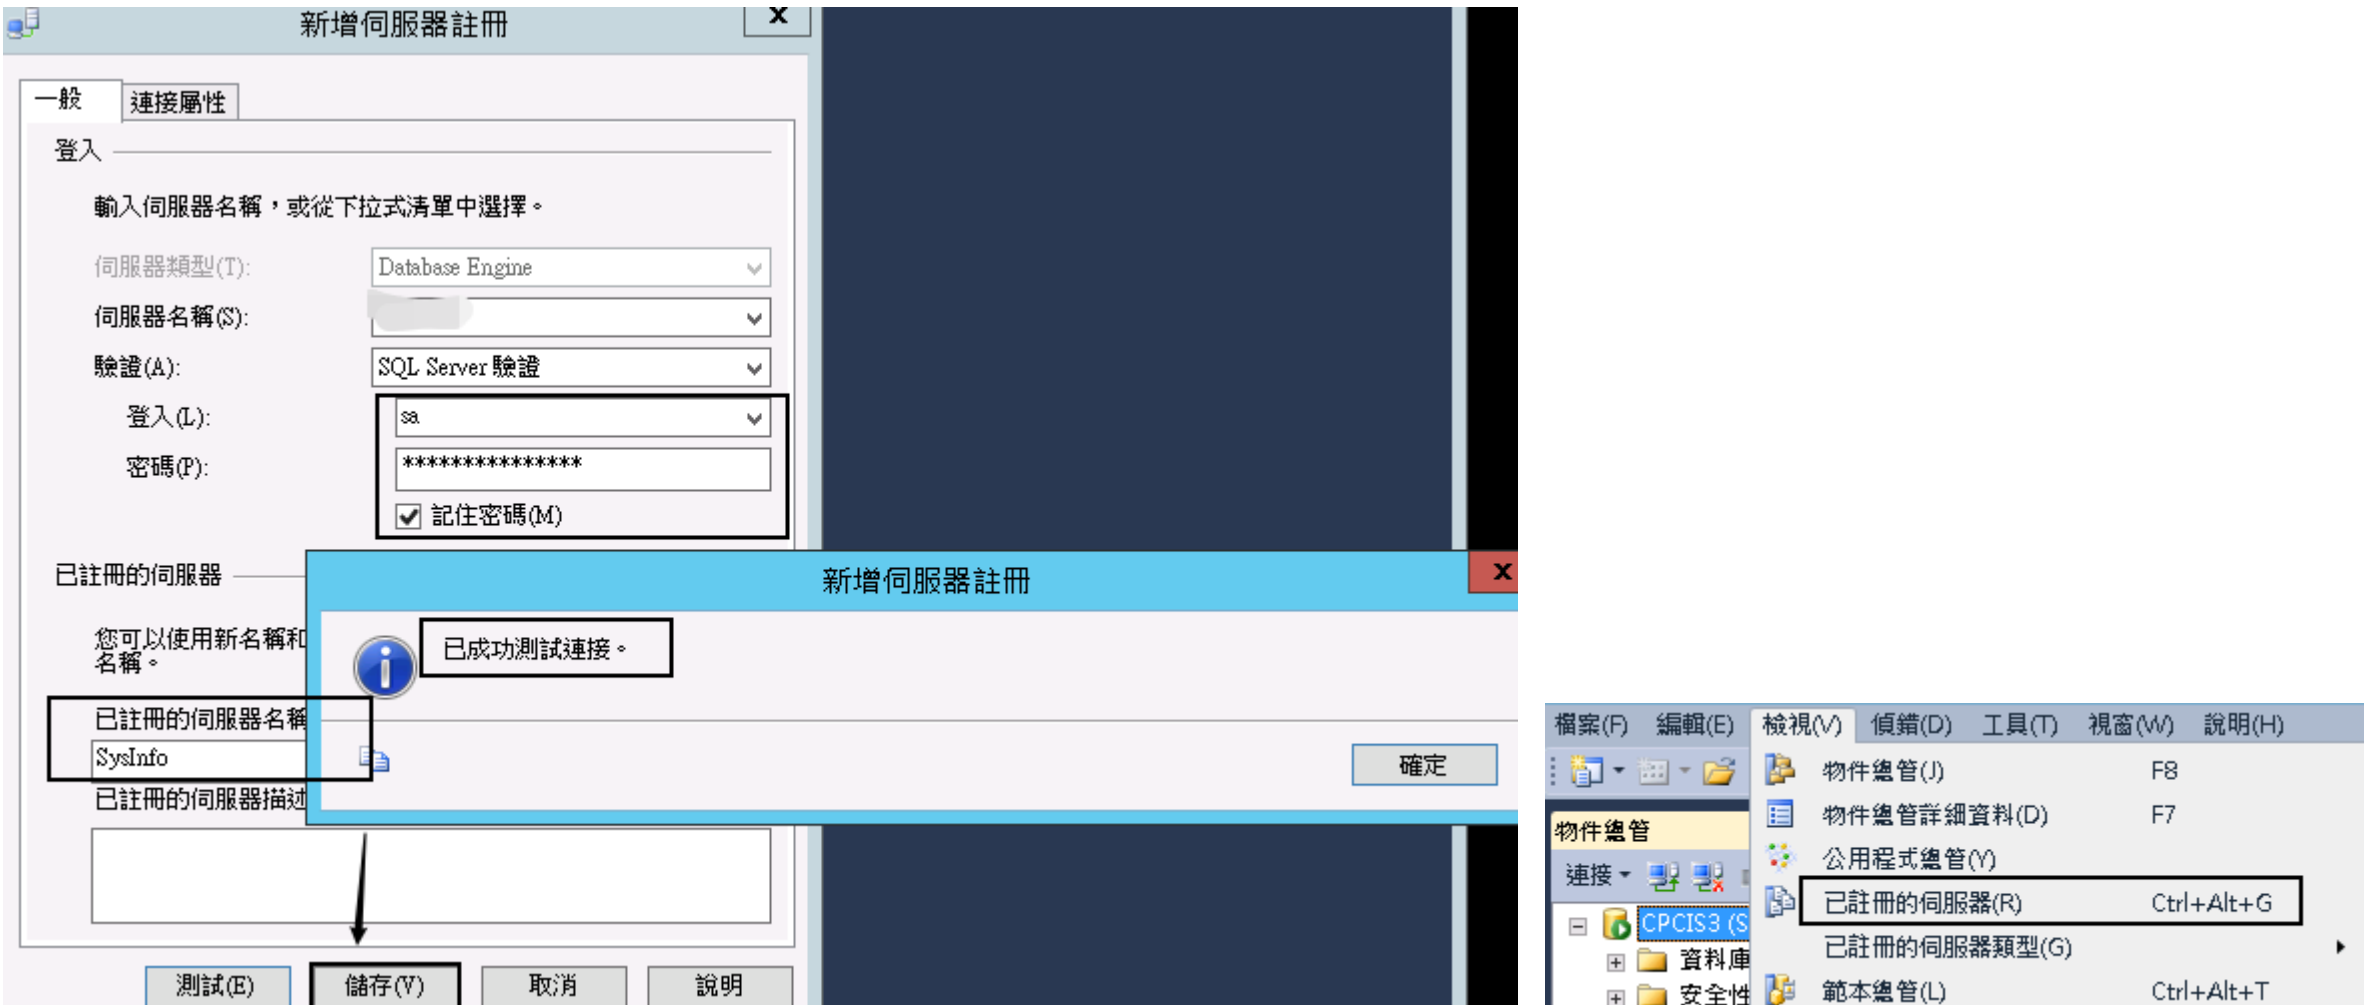 新增伺服器註冊
x
一般
連接屬性
登入
輸入伺服器名稱，或從下拉式清單中選擇。
伺服器類型(T):
Database Engine
伺服器名稱(S):
驗證(A):
SQL Server 驗證
登入(L):
sa
密碼(P):
***************
記住密碼(M)
已註冊的伺服器
您可以使用新名稱和
名稱。
已註冊的伺服器名稱
SysInfo
已註冊的伺服器描述
測試(E)
儲存(V)
取消
說明
新增伺服器註冊
x
已成功測試連接。
確定
檔案(F) 編輯(E) 檢視(V) 偵錯(D) 工具(T) 視窗(W) 說明(H)
物件總管(J) F8
物件總管詳細資料(D) F7
公用程式總管(Y)
已註冊的伺服器(R) Ctrl+Alt+G
已註冊的伺服器類型(G)
範本總管(L) Ctrl+Alt+T
物件總管
連接
CPCIS3 (S
資料庫
安全性